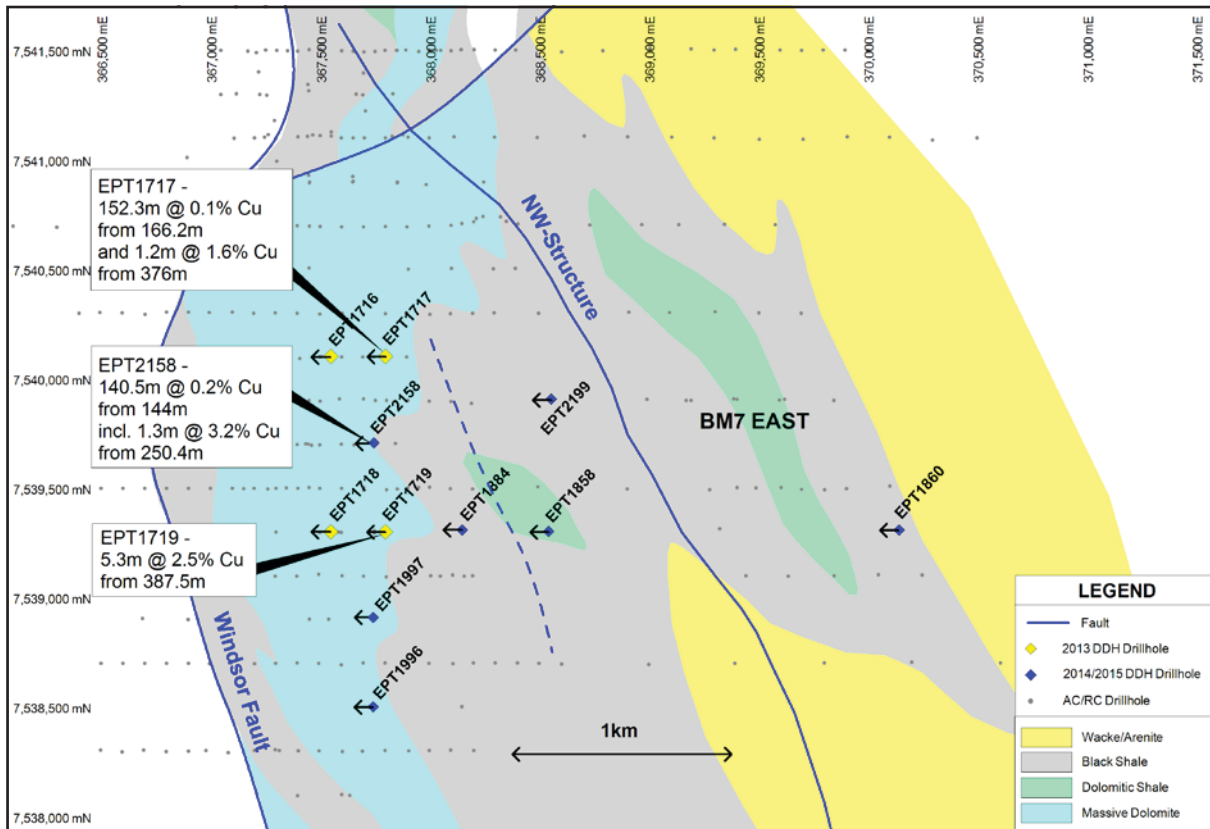 366,500 mE
367,000 mE
367,500 mE
368,000 mE
368,500 mE
369,000 mE
369,500 mE
370,000 mE
370,500 mE
371,000 mE
371,500 mE
7,541,500 mN
7,541,000 mN
7,540,500 mN
7,540,000 mN
7,539,500 mN
7,539,000 mN
7,538,500 mN
7,538,000 mN
EPT1717 -
152.3m @ 0.1% Cu
from 166.2m
and 1.2m @ 1.6% Cu
from 376m
EPT2158 -
140.5m @ 0.2% Cu
from 144m
incl. 1.3m @ 3.2% Cu
from 250.4m
EPT1719 -
5.3m @ 2.5% Cu
from 387.5m
NW-Structure
EPT1716
EPT1717
EPT2158
EPT2199
BM7 EAST
EPT1718
EPT1719
EPT1884
EPT1858
EPT1860
EPT1997
EPT1996
Windsor Fault
1km
LEGEND
Fault
2013 DDH Drillhole
2014/2015 DDH Drillhole
AC/RC Drillhole
Wacke/Arenite
Black Shale
Dolomitic Shale
Massive Dolomite